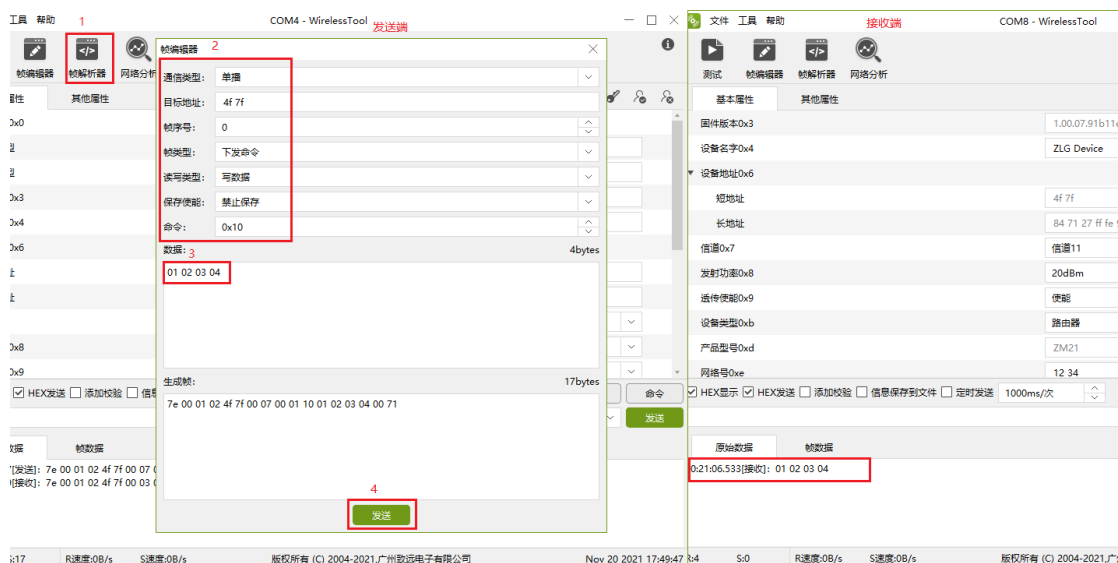 工具 帮助
1
COM4 - WirelessTool
发送端
帧编辑器
帧解析器
网络分析
其他属性
0x0
0x3
0x4
0x6
0x8
0x9
HEX发送
添加校验
命令
发送
帧数据
[发送]: 7e 00 01 02 4f 7f 00 07 0
[接收]: 7e 00 01 02 4f 7f 00 03 0
:17
R速度:0B/s
S速度:0B/s
版权所有 (C) 2004-2021,广州致远电子有限公司
Nov 20 2021 17:49:47
帧编辑器
2
通信类型:
单播
目标地址:
4f 7f
帧序号:
0
帧类型:
下发命令
读写类型:
写数据
保存使能:
禁止保存
命令:
0x10
数据:
3
4bytes
01 02 03 04
生成帧:
17bytes
7e 00 01 02 4f 7f 00 07 00 01 10 01 02 03 04 00 71
4
发送
文件 工具 帮助
接收端
COM8 - WirelessTool
测试
帧编辑器
帧解析器
网络分析
基本属性
其他属性
固件版本0x3
1.00.07.91b11e
设备名字0x4
ZLG Device
设备地址0x6
短地址
4f 7f
长地址
84 71 27 ff fe
信道0x7
信道11
发射功率0x8
20dBm
透传使能0x9
使能
设备类型0xb
路由器
产品型号0xd
ZM21
网络号0xe
12 34
HEX显示
HEX发送
添加校验
信息保存到文件
定时发送
1000ms/次
原始数据
帧数据
0:21:06.533[接收]: 01 02 03 04
R:4
S:0
R速度:0B/s
S速度:0B/s
版权所有 (C) 2004-2021,广